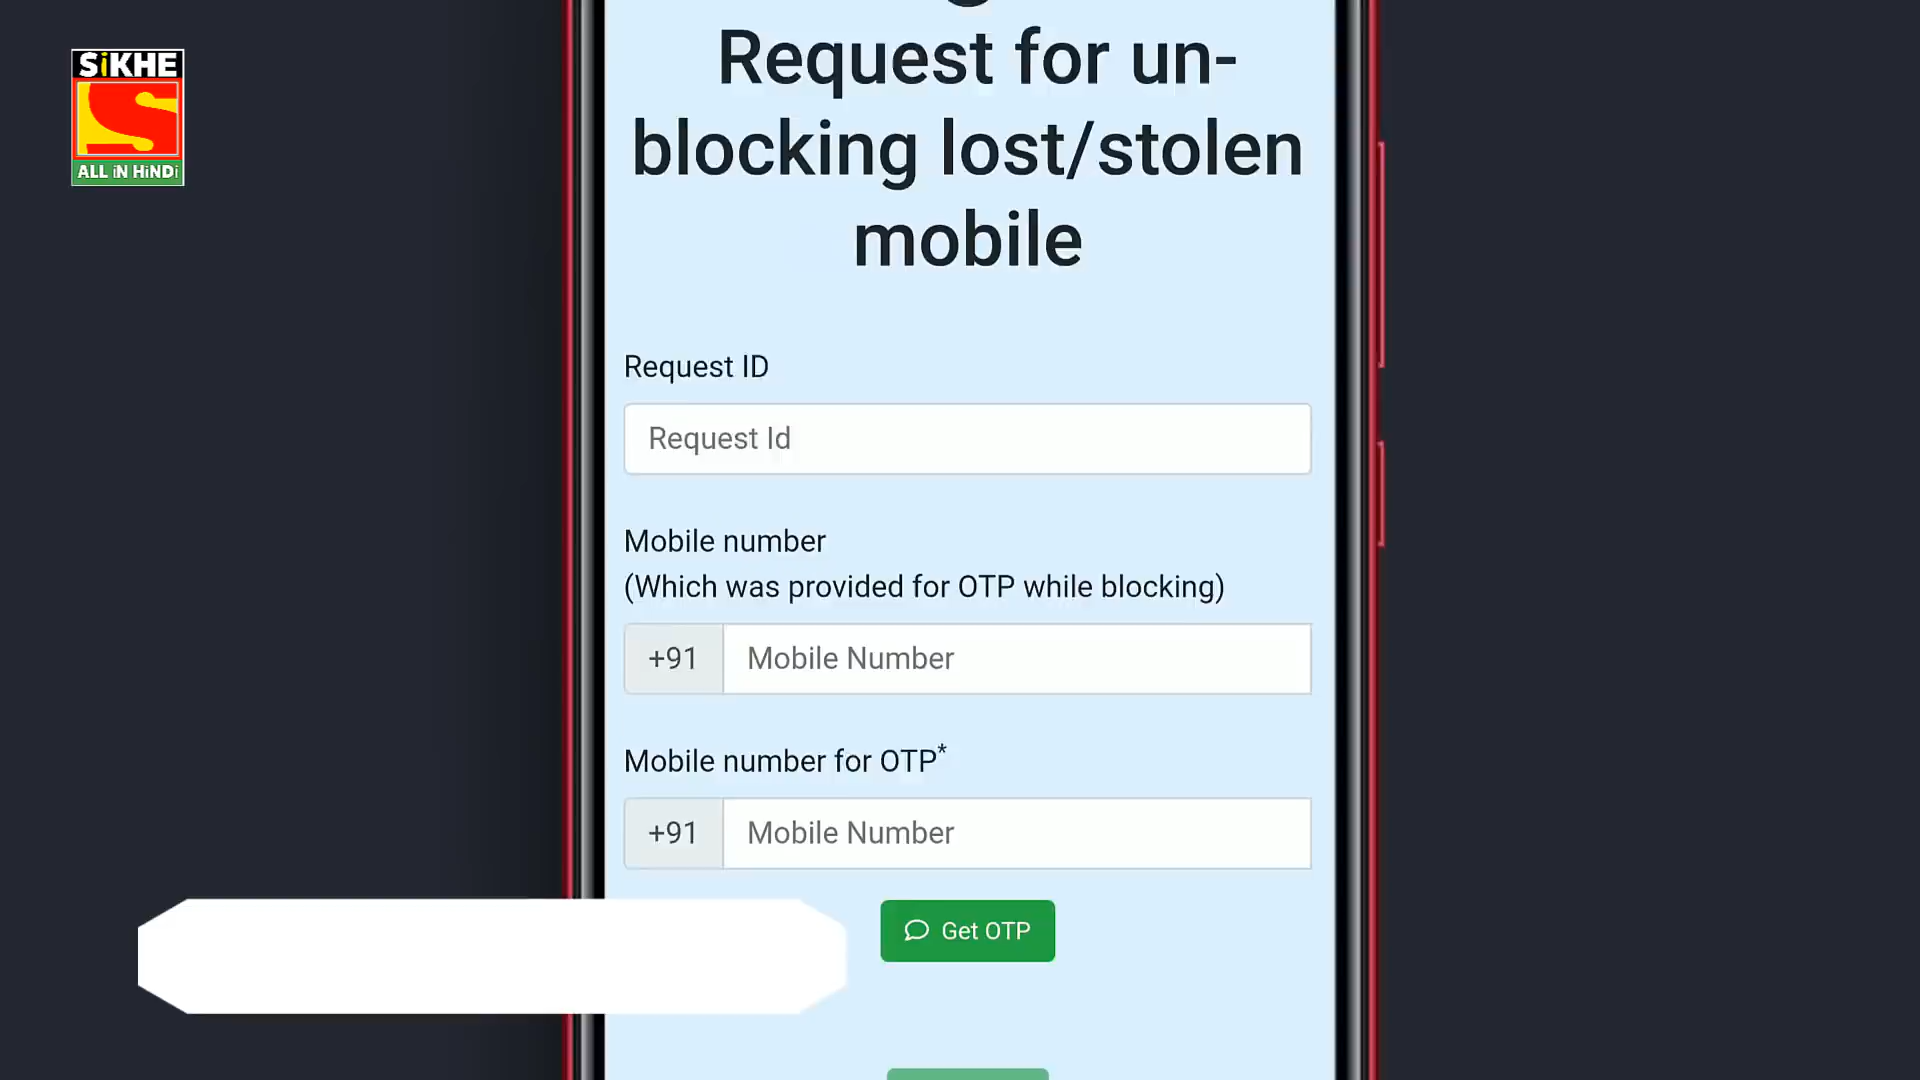 SiKHE
ALL iN HiNDi
Request for un-
blocking lost/stolen
mobile
Request ID
Request Id
Mobile number
(Which was provided for OTP while blocking)
+91 Mobile Number
Mobile number for OTP*
+91 Mobile Number
Get OTP